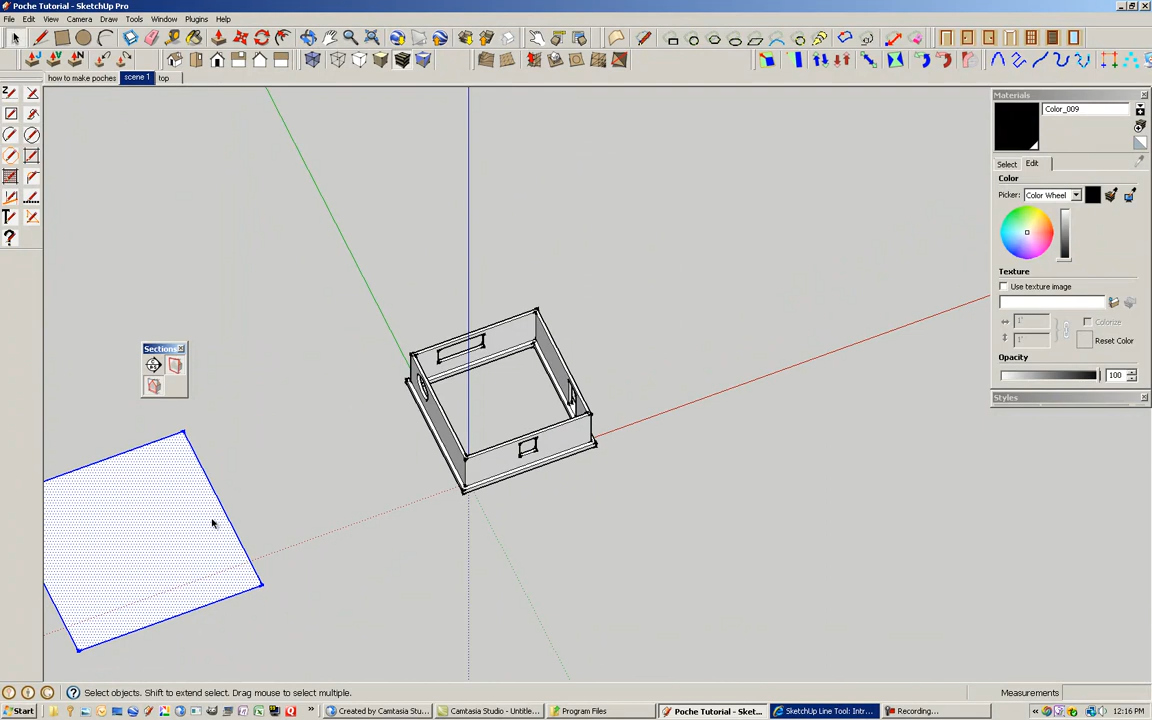 Poche Tutorial - SketchUp Pro
File Edit View Camera Draw Tools Window Plugins Help
how to make poches scene 1 top
Materials
Color_009
Select Edit
Color
Picker: Color Wheel
Texture
Use texture image
1'
Colorize
1'
Reset Color
Opacity
100
Styles
Sections
Select objects. Shift to extend select. Drag mouse to select multiple.
Measurements
Start
Created by Camtasia Stu...
Camtasia Studio - Untitle...
Program Files
Poche Tutorial - Sket...
SketchUp Line Tool: Intr...
Recording...
12:16 PM